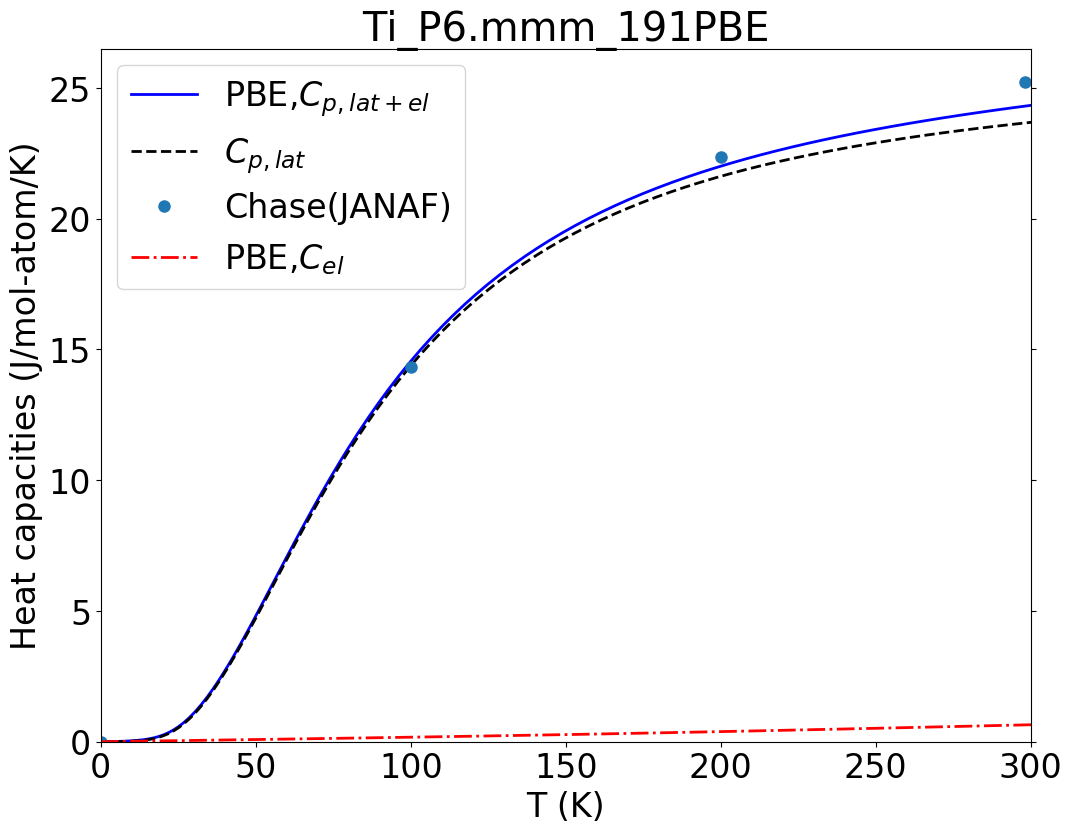 Ti_P6.mmm_191PBE
Heat capacities (J/mol-atom/K)
25
20
15
10
5
0
PBE,C_{p, lat+el}
C_{p, lat}
Chase(JANAF)
PBE,C_{el}
0 50 100 150 200 250 300
T (K)